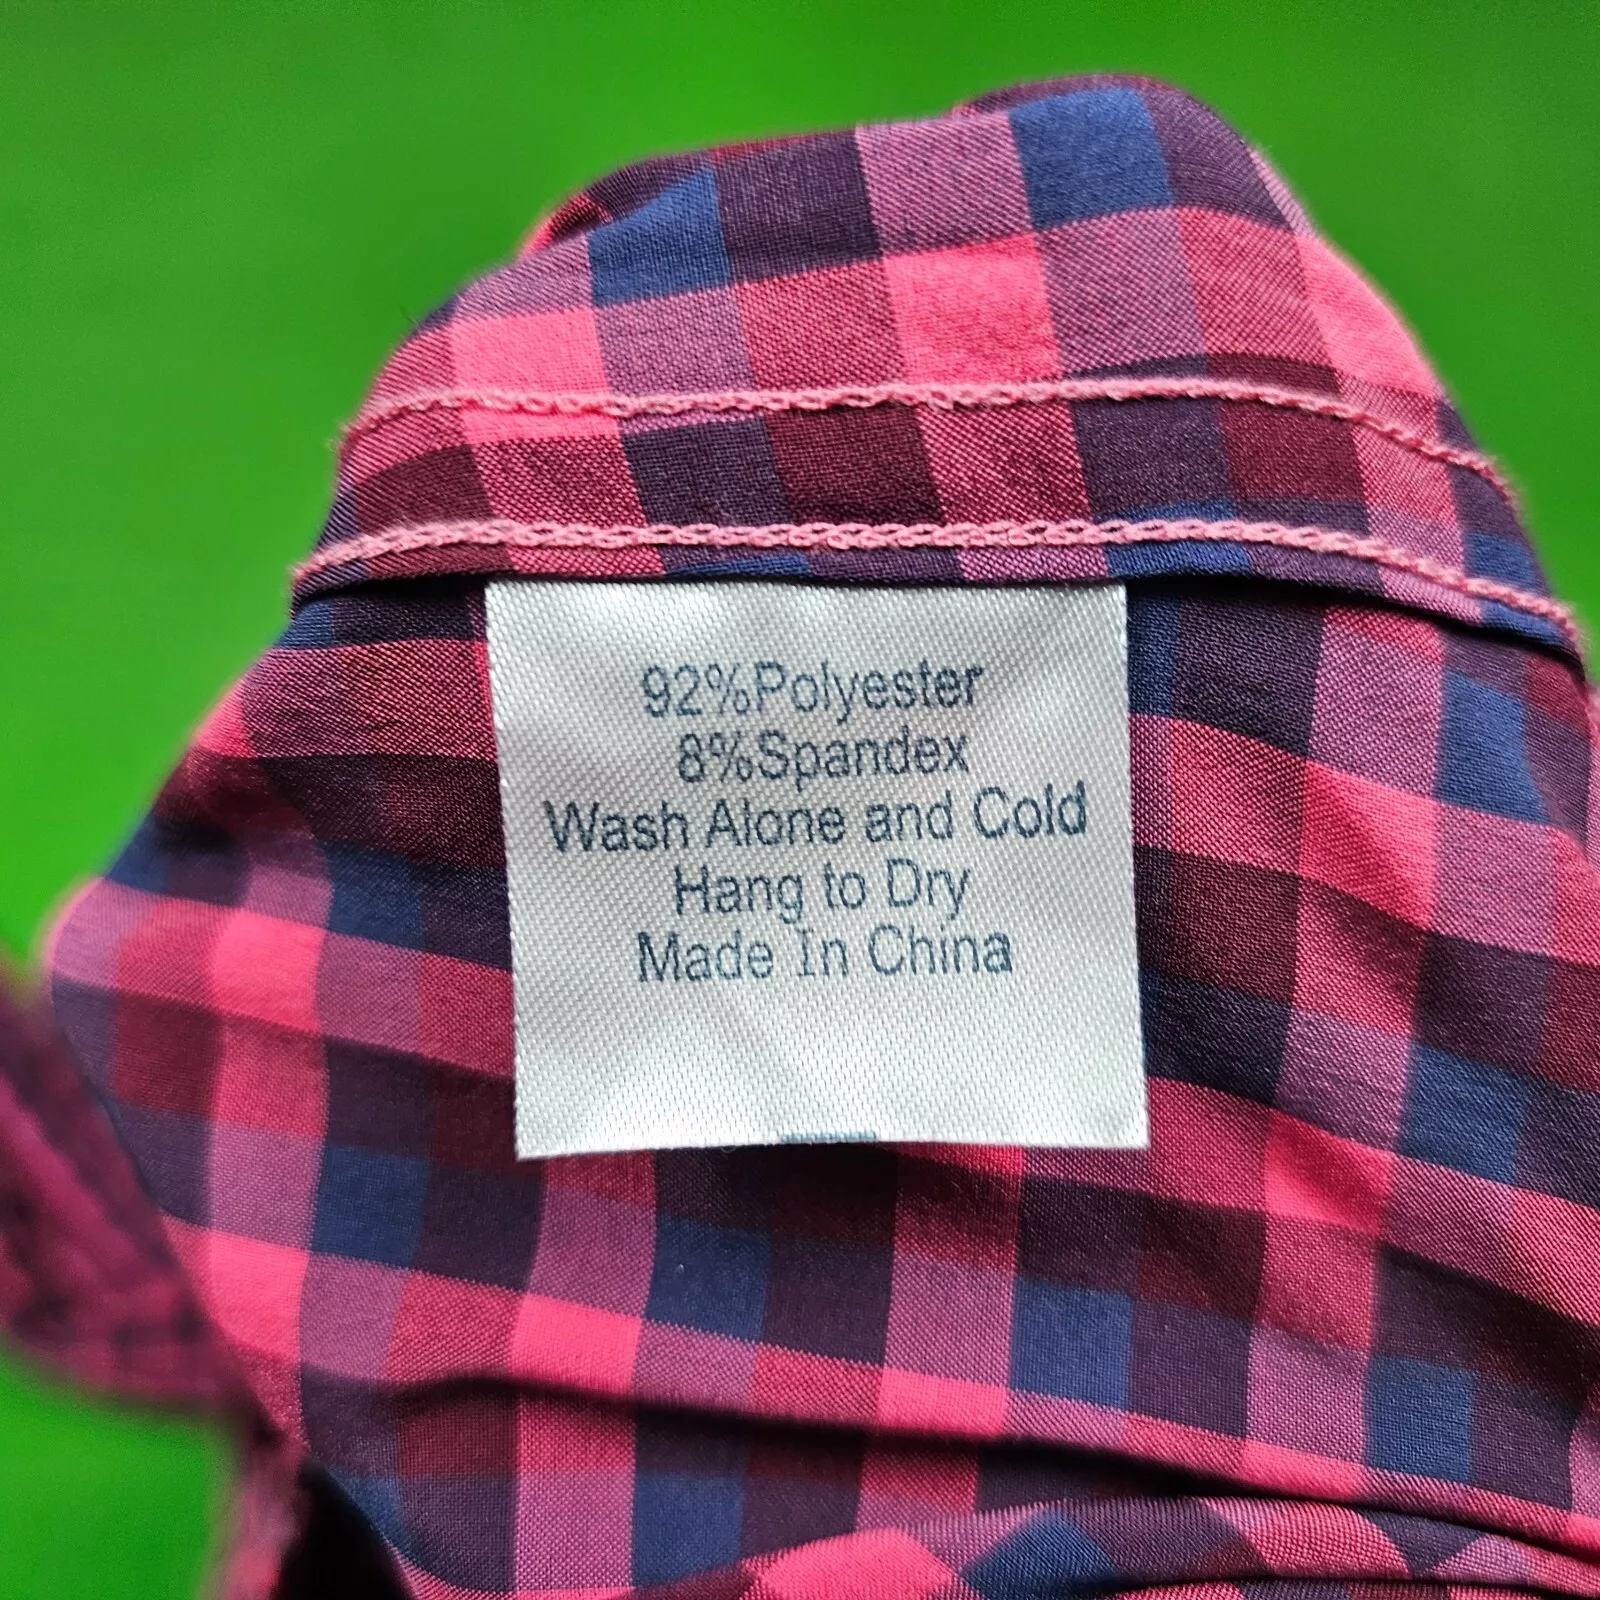 92%Polyester
8%Spandex
Wash Alone and Cold
Hang to Dry
Made In China